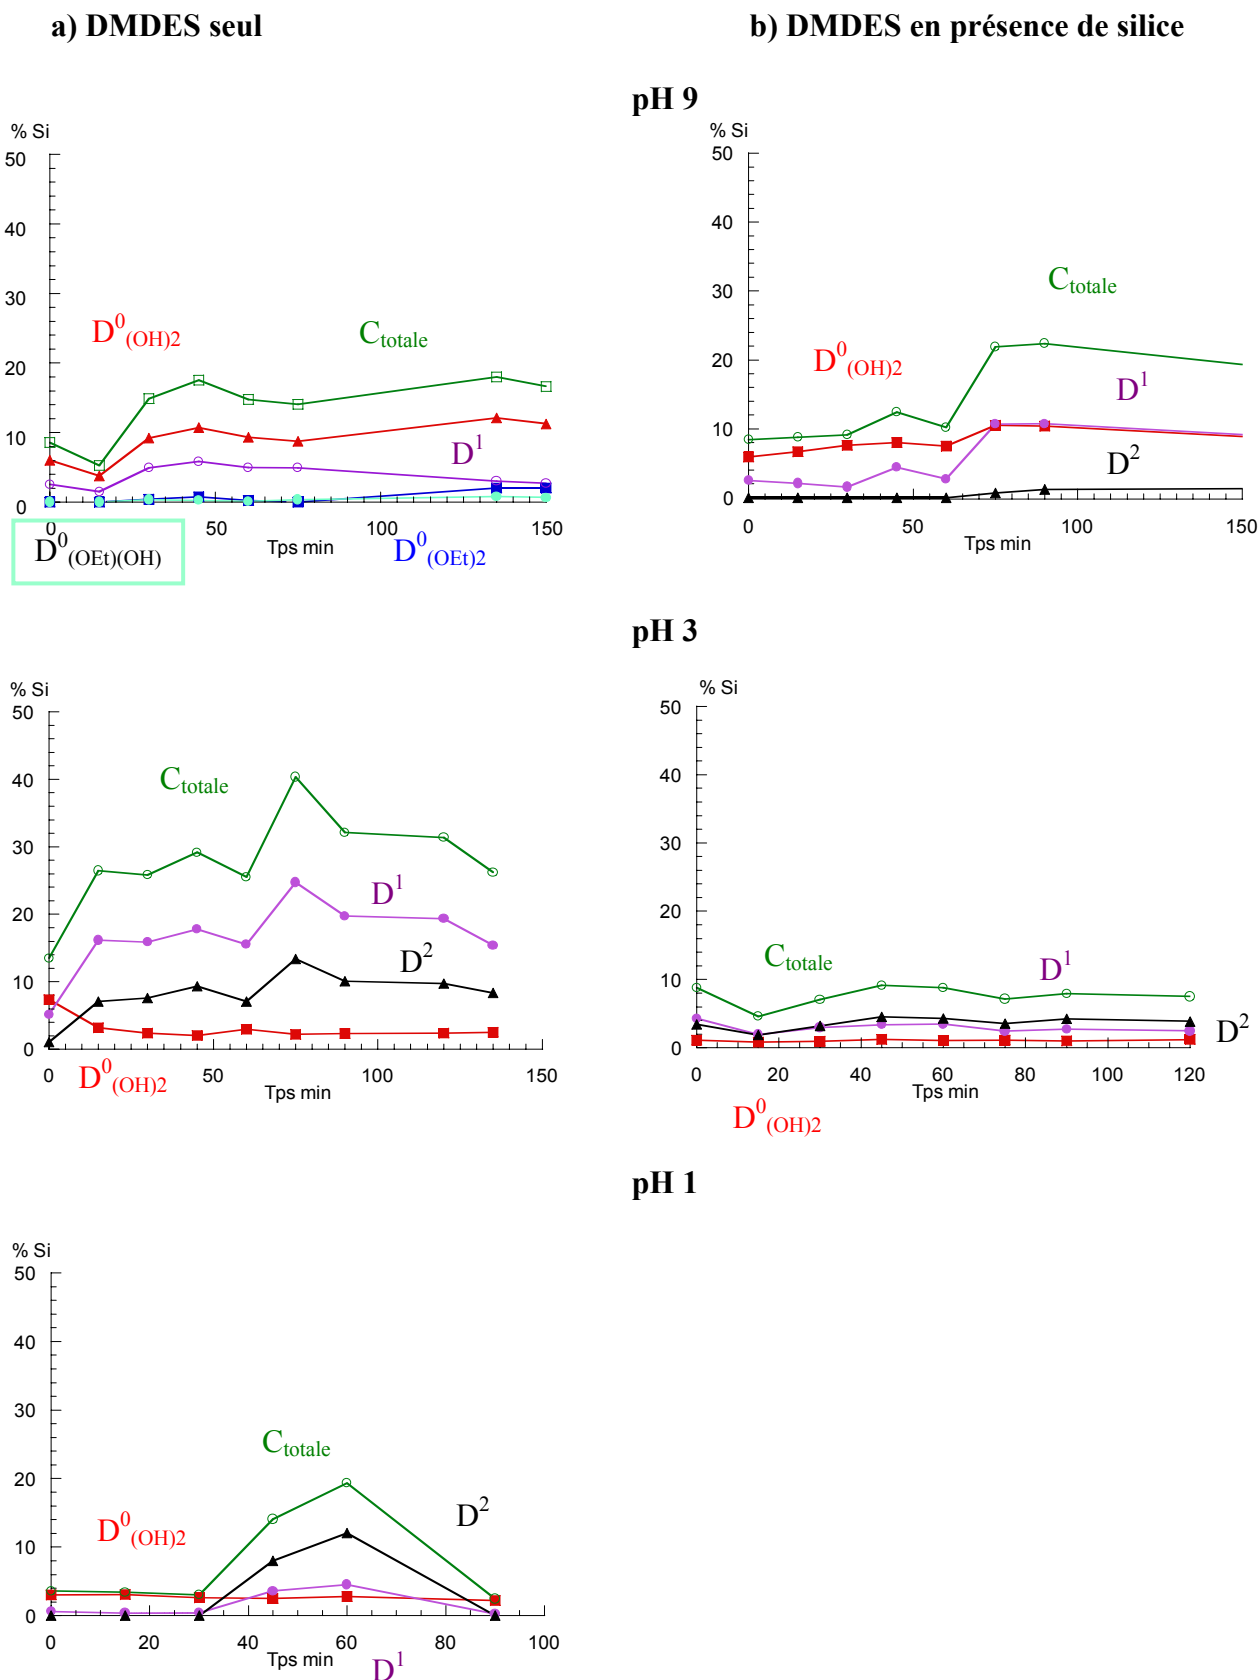 a) DMDES seul
b) DMDES en présence de silice
pH 9
% Si
50
40
30
20
10
0
0 50 100 150
Tps min
D0(OH)2
Ctotale
D1
D0(OEt)(OH)
D0(OEt)2
% Si
50
40
30
20
10
0
0 50 100 150
Tps min
Ctotale
D0(OH)2
D1
D2
pH 3
% Si
50
40
30
20
10
0
0 50 100 150
Tps min
Ctotale
D1
D2
D0(OH)2
% Si
50
40
30
20
10
0
0 20 40 60 80 100 120
Tps min
Ctotale
D1
D2
D0(OH)2
pH 1
% Si
50
40
30
20
10
0
0 20 40 60 80 100
Tps min
Ctotale
D2
D0(OH)2
D1